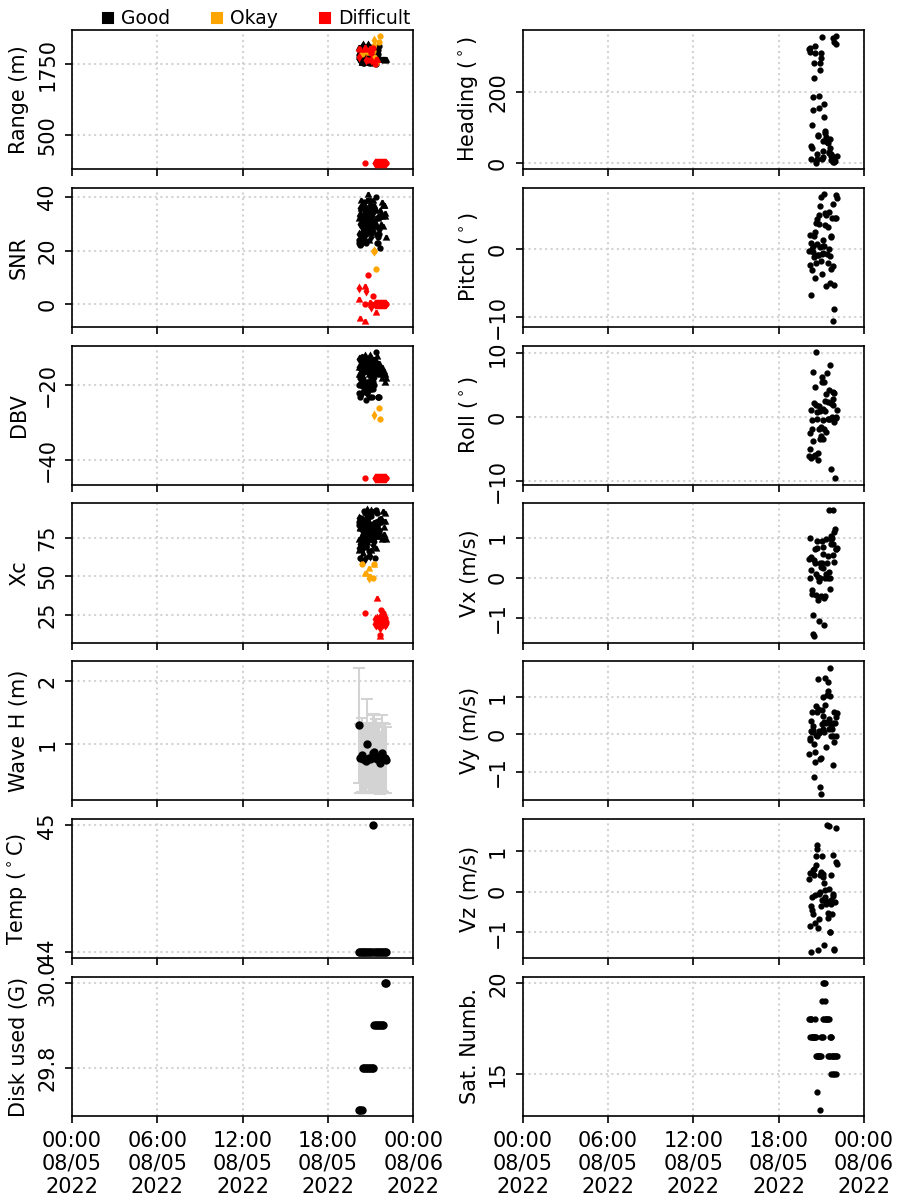 Good Okay Difficult
Range (m)
1750
500
Heading (°)
200
0
SNR
40
20
0
Pitch (°)
0
−10
DBV
−20
−40
Roll (°)
10
0
−10
Xc
75
50
25
Vx (m/s)
1
0
−1
Wave H (m)
2
1
Vy (m/s)
1
0
−1
Temp (°C)
45
44
Vz (m/s)
1
0
−1
Disk used (G)
30.0
29.8
Sat. Numb.
20
15
00:00 06:00 12:00 18:00 00:00 00:00 06:00 12:00 18:00 00:00
08/05 08/05 08/05 08/05 08/06 08/05 08/05 08/05 08/05 08/06
2022 2022 2022 2022 2022 2022 2022 2022 2022 2022